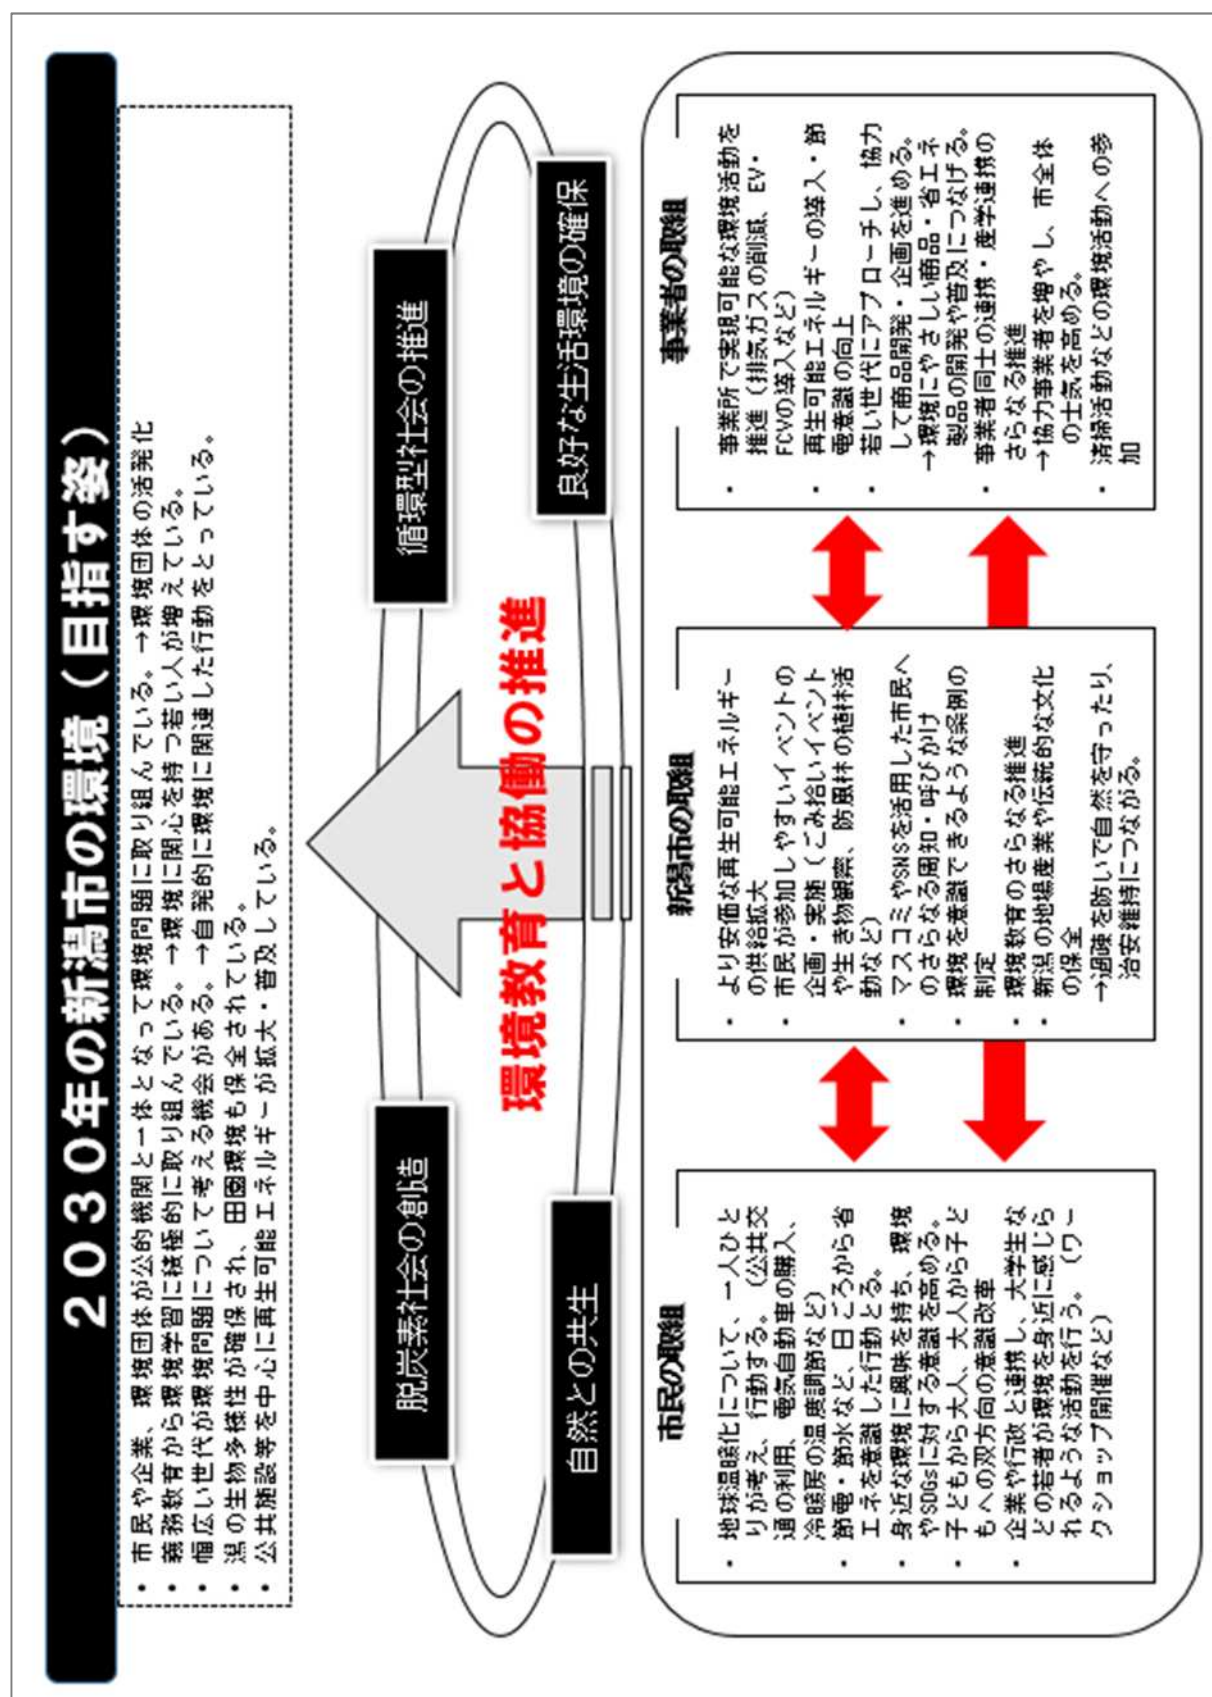 ２０３０年の新潟市の環境（目指す姿）
・ 市民や企業、環境団体が公的機関と一体となって環境問題に取り組んでいる。→環境団体の活発化
・ 義務教育から環境学習に積極的に取り組んでいる。→環境に関心を持つ若い人が増えている。
・ 幅広い世代が環境問題について考える機会がある。→自発的に環境に関連した行動をとっている。
・ 潟の生物多様性が確保され、田園環境も保全されている。
・ 公共施設等を中心に再生可能エネルギーが拡大・普及している。
脱炭素社会の創造
循環型社会の推進
環境教育と協働の推進
自然との共生
良好な生活環境の確保
市民の取組
・ 地球温暖化について、一人ひと
りが考え、行動する。（公共交
通の利用、電気自動車の購入、
冷暖房の温度調節など）
・ 節電・節水など、日ごろから省
エネを意識した行動とる。
・ 身近な環境に興味を持ち、環境
やSDGsに対する意識を高める。
・ 子どもから大人、大人から子ど
もへの双方向の意識改革
・ 企業や行政と連携し、大学生な
どの若者が環境を身近に感じら
れるような活動を行う。（ワー
クショップ開催など）
新潟市の取組
・ より安価な再生可能エネルギー
の供給拡大
・ 市民が参加しやすいイベントの
企画・実施（ごみ拾いイベント
や生き物観察、防風林の植林活
動など）
・ マスコミやSNSを活用した市民へ
のさらなる周知・呼びかけ
・ 環境を意識できるような条例の
制定
・ 環境教育のさらなる推進
・ 新潟の地場産業や伝統的な文化
の保全
→過疎を防いで自然を守ったり、
治安維持につながる。
事業者の取組
・ 事業所で実現可能な環境活動を
推進（排気ガスの削減、EV・
FCVの導入など）
・ 再生可能エネルギーの導入・節
電意識の向上
・ 若い世代にアプローチし、協力
して商品開発・企画を進める。
→環境にやさしい商品・省エネ
製品の開発や普及につなげる。
・ 事業者同士の連携・産学連携の
さらなる推進
→協力事業者を増やし、市全体
の士気を高める。
・ 清掃活動などの環境活動への参
加